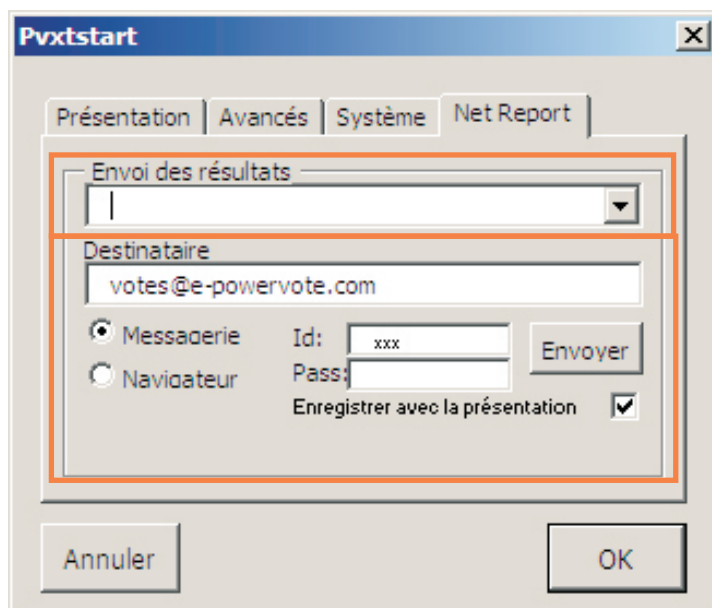 Pvxtstart
Présentation Avancés Système Net Report
Envoi des résultats
Destinataire
votes@e-powervote.com
Messagerie Id: xxx Envoyer
Navigateur Pass:
Enregistrer avec la présentation
Annuler OK